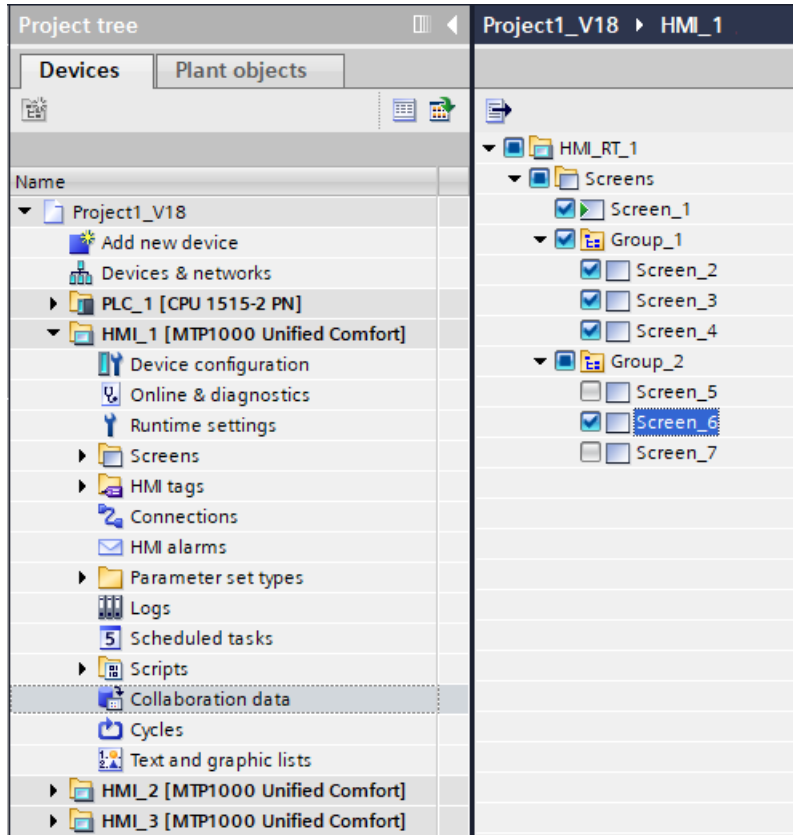 Project tree
Devices
Plant objects
Name
Project1_V18
Add new device
Devices & networks
PLC_1 [CPU 1515-2 PN]
HMI_1 [MTP1000 Unified Comfort]
Device configuration
Online & diagnostics
Runtime settings
Screens
HMI tags
Connections
HMI alarms
Parameter set types
Logs
5 Scheduled tasks
Scripts
Collaboration data
Cycles
Text and graphic lists
HMI_2 [MTP1000 Unified Comfort]
HMI_3 [MTP1000 Unified Comfort]
Project1_V18 HMI_1
HMI_RT_1
Screens
Screen_1
Group_1
Screen_2
Screen_3
Screen_4
Group_2
Screen_5
Screen_6
Screen_7